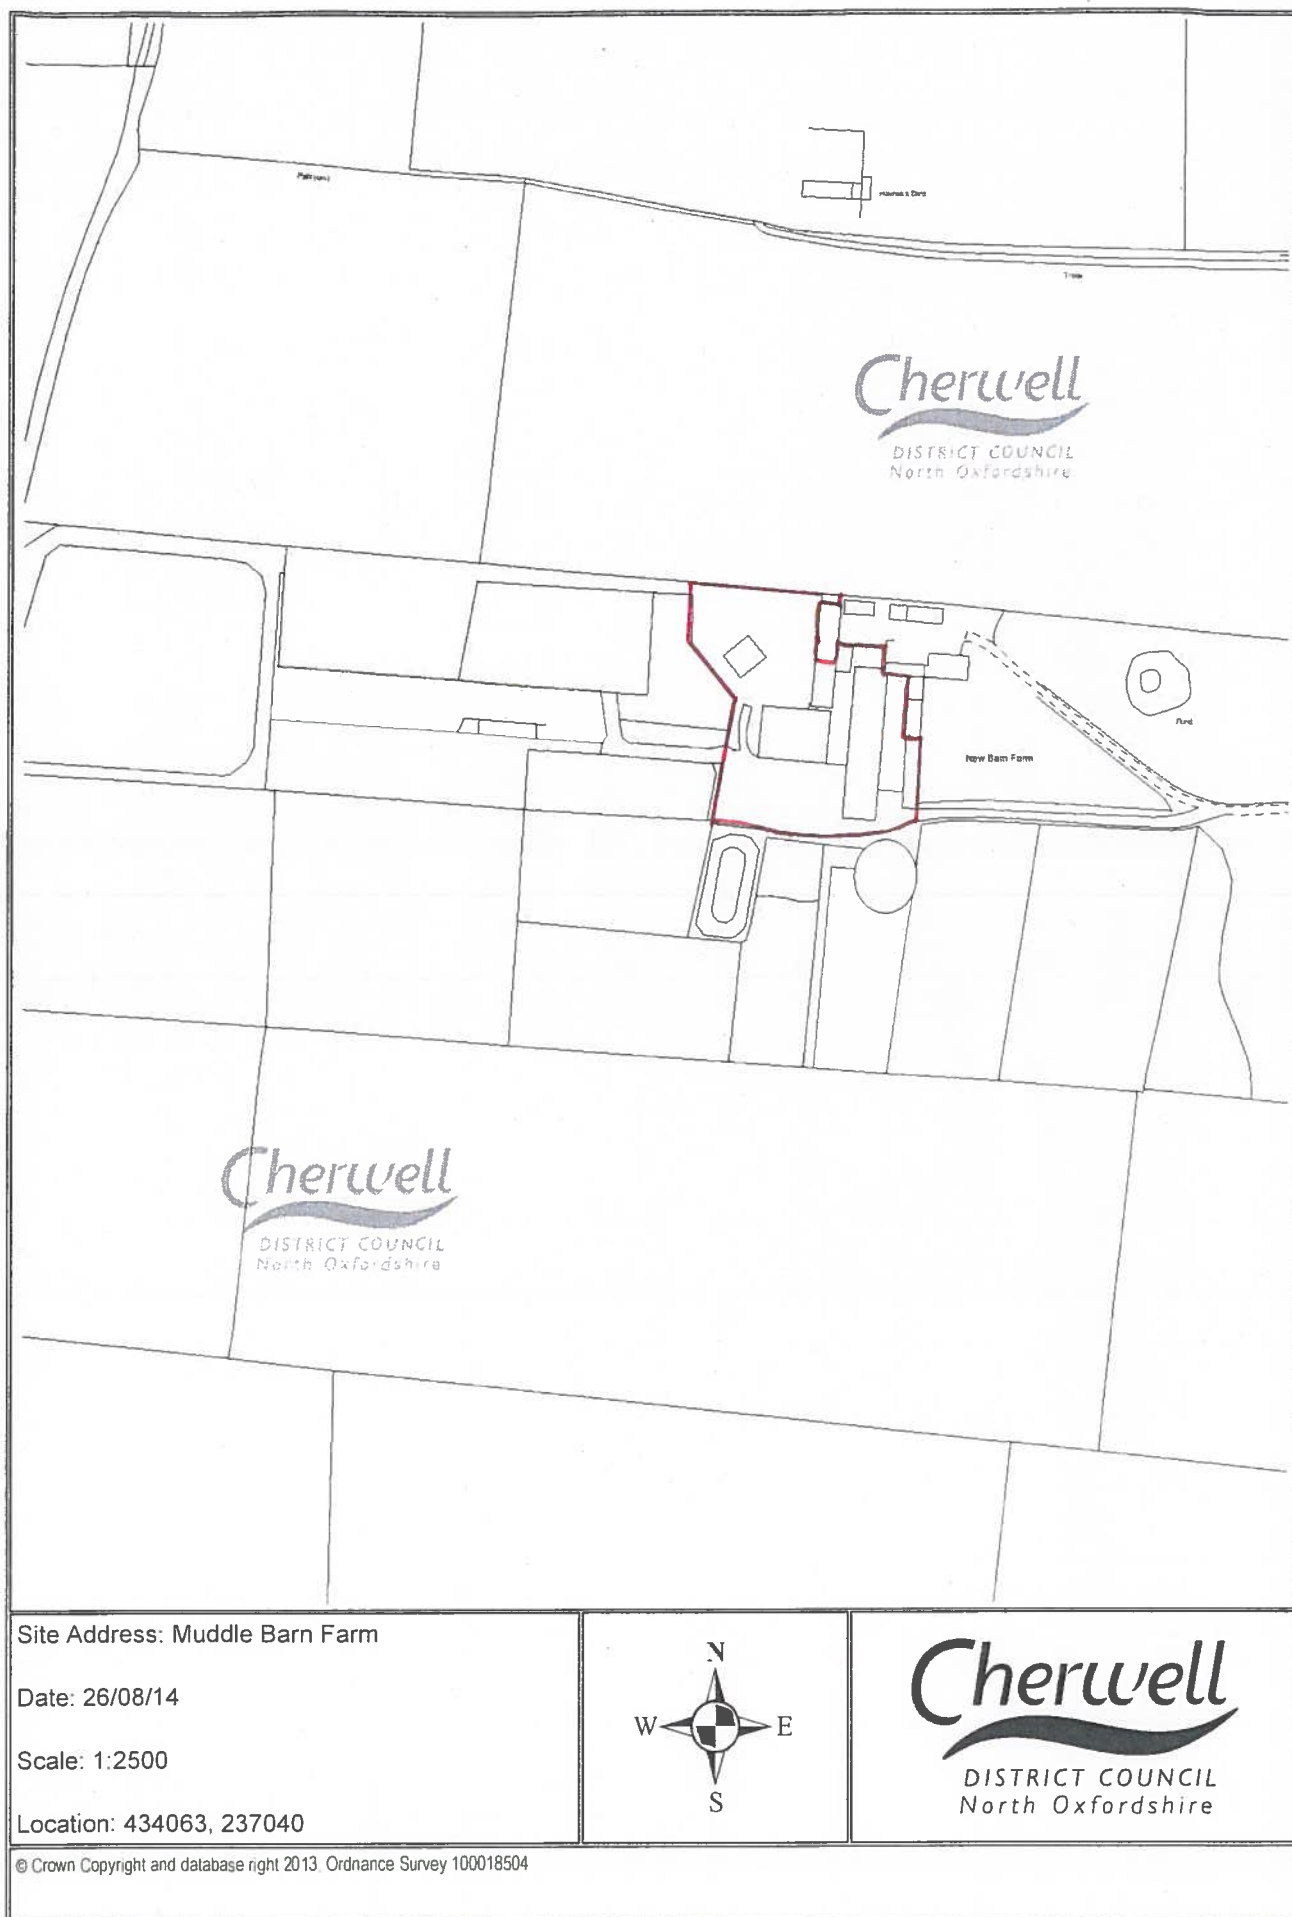 Cherwell
DISTRICT COUNCIL
North Oxfordshire
Pond
New Barn Farm
Cherwell
DISTRICT COUNCIL
North Oxfordshire
Site Address: Muddle Barn Farm
Date: 26/08/14
Scale: 1:2500
Location: 434063, 237040
N
W
E
S
Cherwell
DISTRICT COUNCIL
North Oxfordshire
© Crown Copyright and database right 2013. Ordnance Survey 100018504